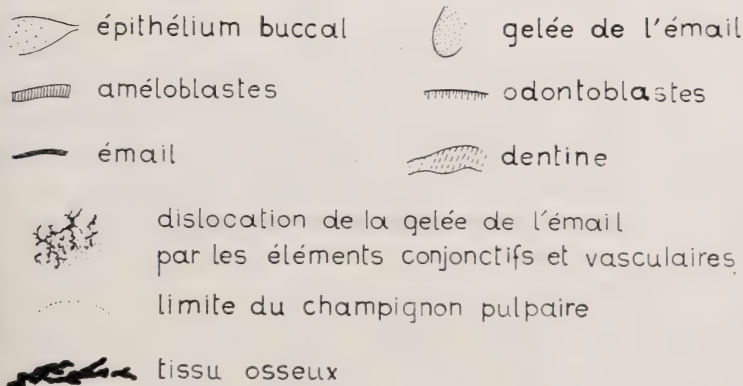 épithélium buccal
gelée de l'émail
améloblastes
odontoblastes
émail
dentine
dislocation de la gelée de l'émail
par les éléments conjonctifs et vasculaires
limite du champignon pulpaire
tissu osseux